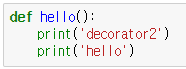 def hello():
    print('decorator2')
    print('hello')